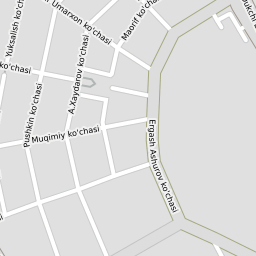 Umarxon ko'chasi
Maorif ko'chasi
Yuksalish ko'chasi
ko'chasi
A.Xaydarov ko'chasi
Pushkin ko'chasi
Muqimiy ko'chasi
Ergash Ashurov ko'chasi